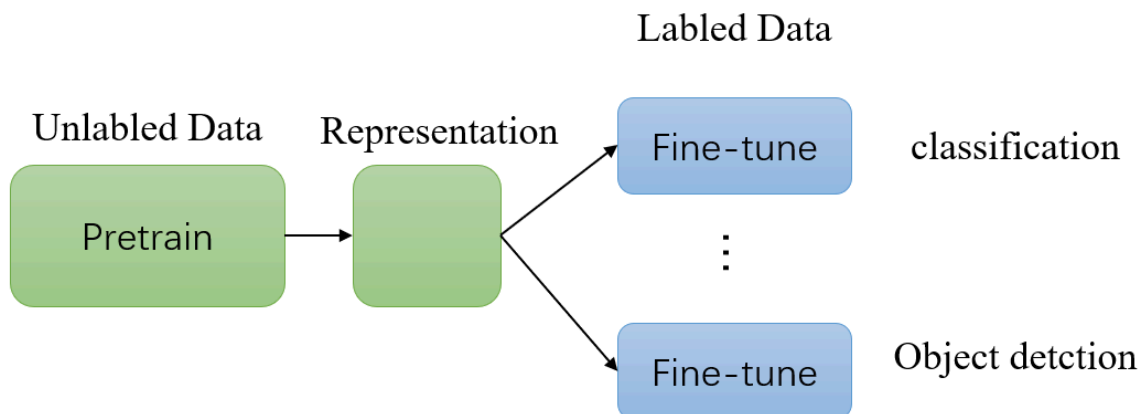 Labled Data
Unlabled Data
Representation
Pretrain
Fine-tune
classification
...
Fine-tune
Object detction